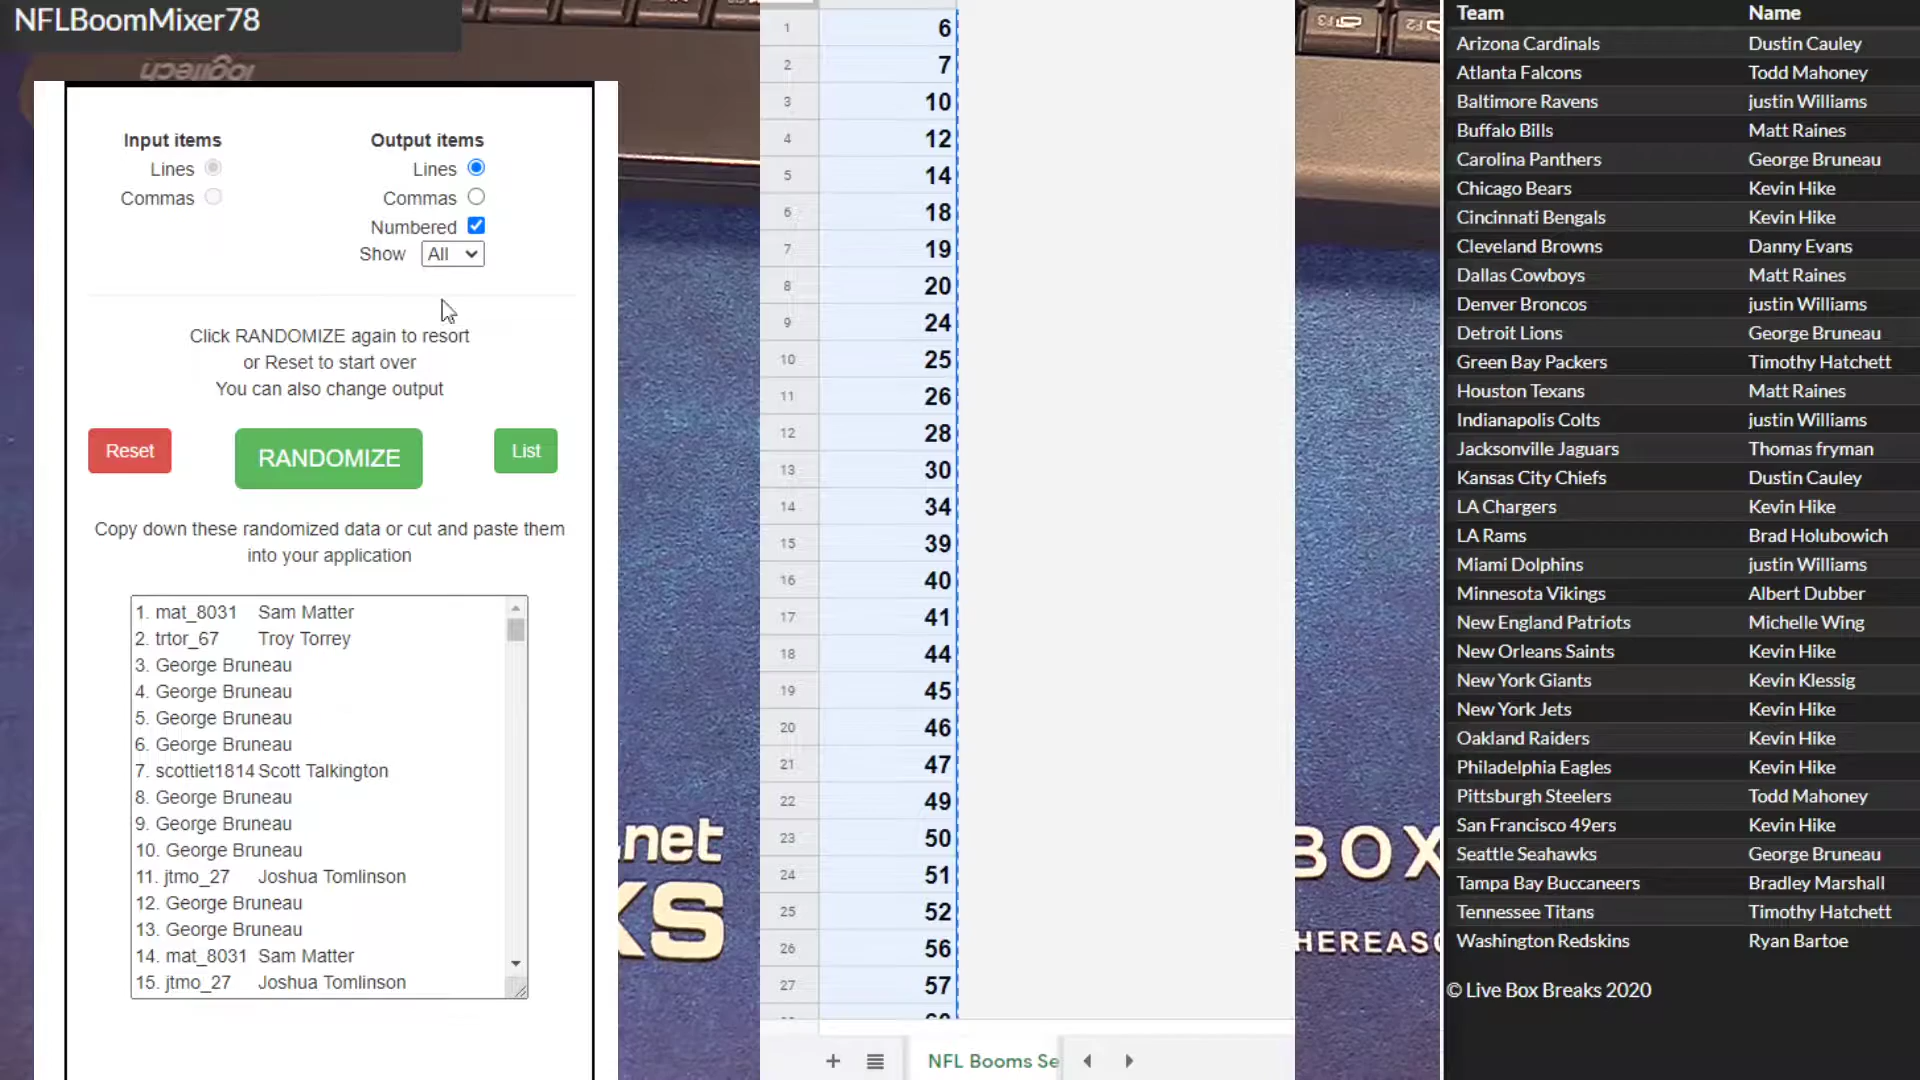 NFLBoomMixer78
logitech
Input items
Output items
Lines
Lines
Commas
Commas
Numbered
Show All
Click RANDOMIZE again to resort
or Reset to start over
You can also change output
Reset
RANDOMIZE
List
Copy down these randomized data or cut and paste them
into your application
1. mat_8031 Sam Matter
2. trtor_67 Troy Torrey
3. George Bruneau
4. George Bruneau
5. George Bruneau
6. George Bruneau
7. scottiet1814 Scott Talkington
8. George Bruneau
9. George Bruneau
10. George Bruneau
11. jtmo_27 Joshua Tomlinson
12. George Bruneau
13. George Bruneau
14. mat_8031 Sam Matter
15. jtmo_27 Joshua Tomlinson
.net
KS
1 6
2 7
3 10
4 12
5 14
6 18
7 19
8 20
9 24
10 25
11 26
12 28
13 30
14 34
15 39
16 40
17 41
18 44
19 45
20 46
21 47
22 49
23 50
24 51
25 52
26 56
27 57
NFL Booms Se
F3
F2
BOX
HEREAS
Team Name
Arizona Cardinals Dustin Cauley
Atlanta Falcons Todd Mahoney
Baltimore Ravens justin Williams
Buffalo Bills Matt Raines
Carolina Panthers George Bruneau
Chicago Bears Kevin Hike
Cincinnati Bengals Kevin Hike
Cleveland Browns Danny Evans
Dallas Cowboys Matt Raines
Denver Broncos justin Williams
Detroit Lions George Bruneau
Green Bay Packers Timothy Hatchett
Houston Texans Matt Raines
Indianapolis Colts justin Williams
Jacksonville Jaguars Thomas fryman
Kansas City Chiefs Dustin Cauley
LA Chargers Kevin Hike
LA Rams Brad Holubowich
Miami Dolphins justin Williams
Minnesota Vikings Albert Dubber
New England Patriots Michelle Wing
New Orleans Saints Kevin Hike
New York Giants Kevin Klessig
New York Jets Kevin Hike
Oakland Raiders Kevin Hike
Philadelphia Eagles Kevin Hike
Pittsburgh Steelers Todd Mahoney
San Francisco 49ers Kevin Hike
Seattle Seahawks George Bruneau
Tampa Bay Buccaneers Bradley Marshall
Tennessee Titans Timothy Hatchett
Washington Redskins Ryan Bartoe
© Live Box Breaks 2020